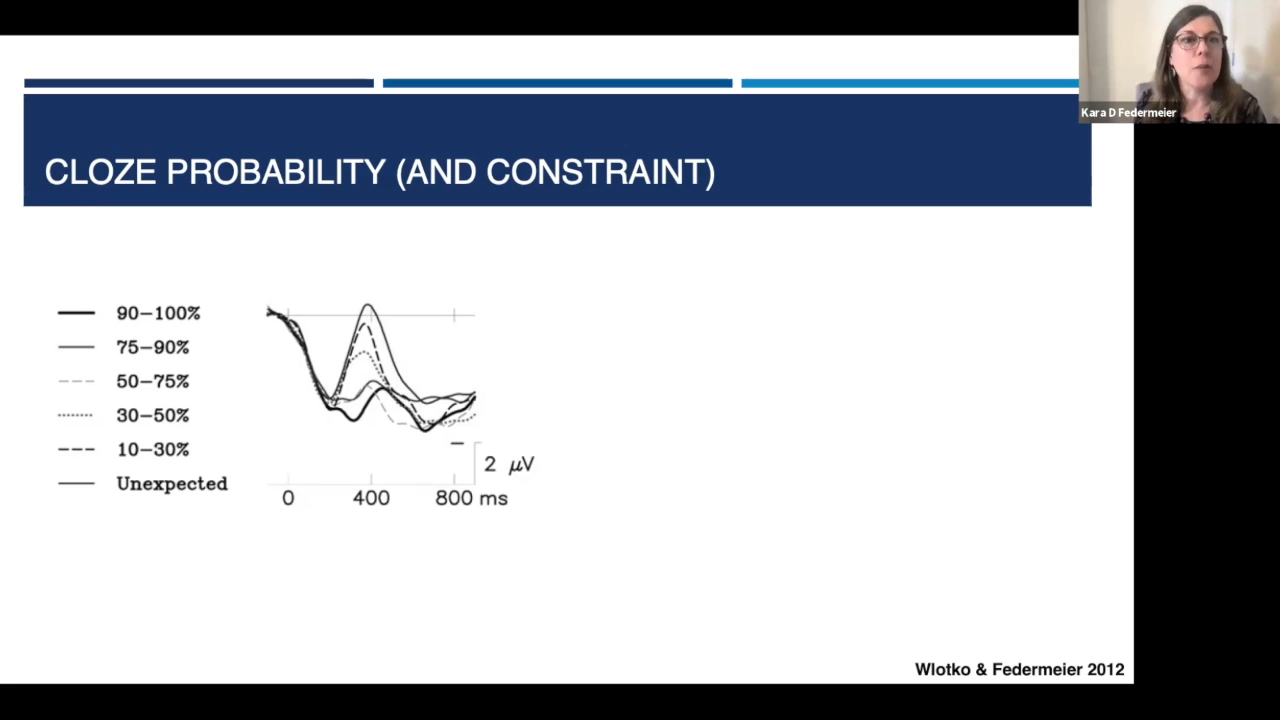 Kara D Federmeier
CLOZE PROBABILITY (AND CONSTRAINT)
90–100%
75–90%
50–75%
30–50%
10–30%
Unexpected
2 μV
0 400 800 ms
Wlotko & Federmeier 2012